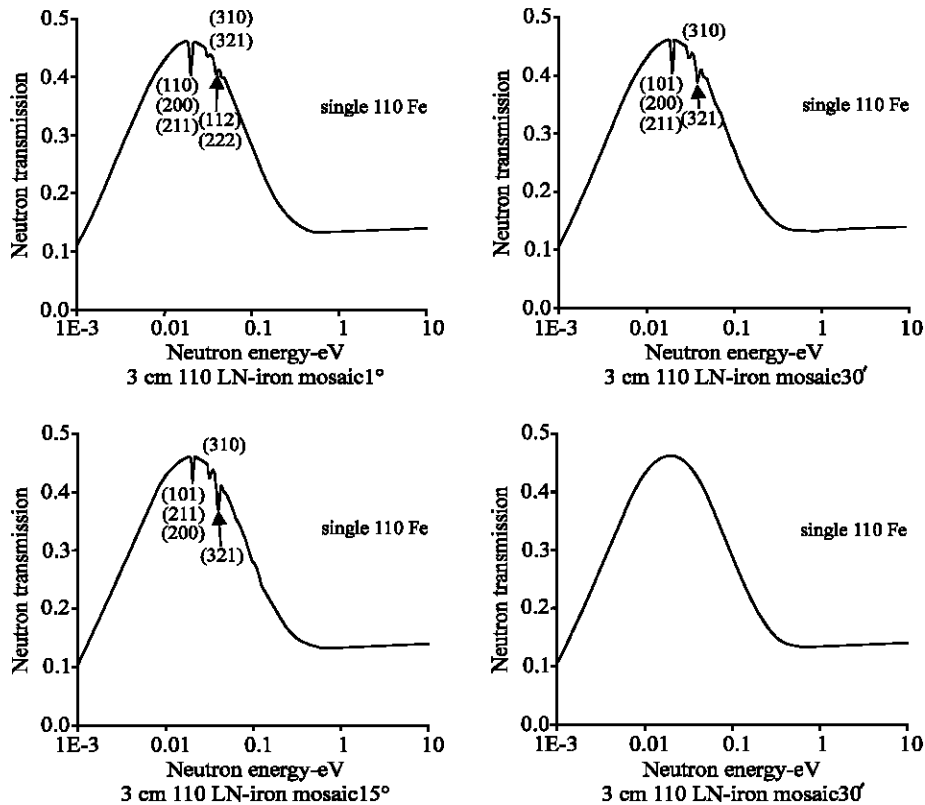 (310)
(321)
0.5
0.4
0.3
0.2
0.1
0.0
Neutron transmission
(110)
(200)
(211)
(112)
(222)
single 110 Fe
1E-3 0.01 0.1 1 10
Neutron energy-eV
3 cm 110 LN-iron mosaic1°
(310)
0.5
0.4
0.3
0.2
0.1
0.0
Neutron transmission
(101)
(200)
(211)
(321)
single 110 Fe
1E-3 0.01 0.1 1 10
Neutron energy-eV
3 cm 110 LN-iron mosaic30′
(310)
0.5
0.4
0.3
0.2
0.1
0.0
Neutron transmission
(101)
(211)
(200)
(321)
single 110 Fe
1E-3 0.01 0.1 1 10
Neutron energy-eV
3 cm 110 LN-iron mosaic15°
0.5
0.4
0.3
0.2
0.1
0.0
Neutron transmission
single 110 Fe
1E-3 0.01 0.1 1 10
Neutron energy-eV
3 cm 110 LN-iron mosaic30′